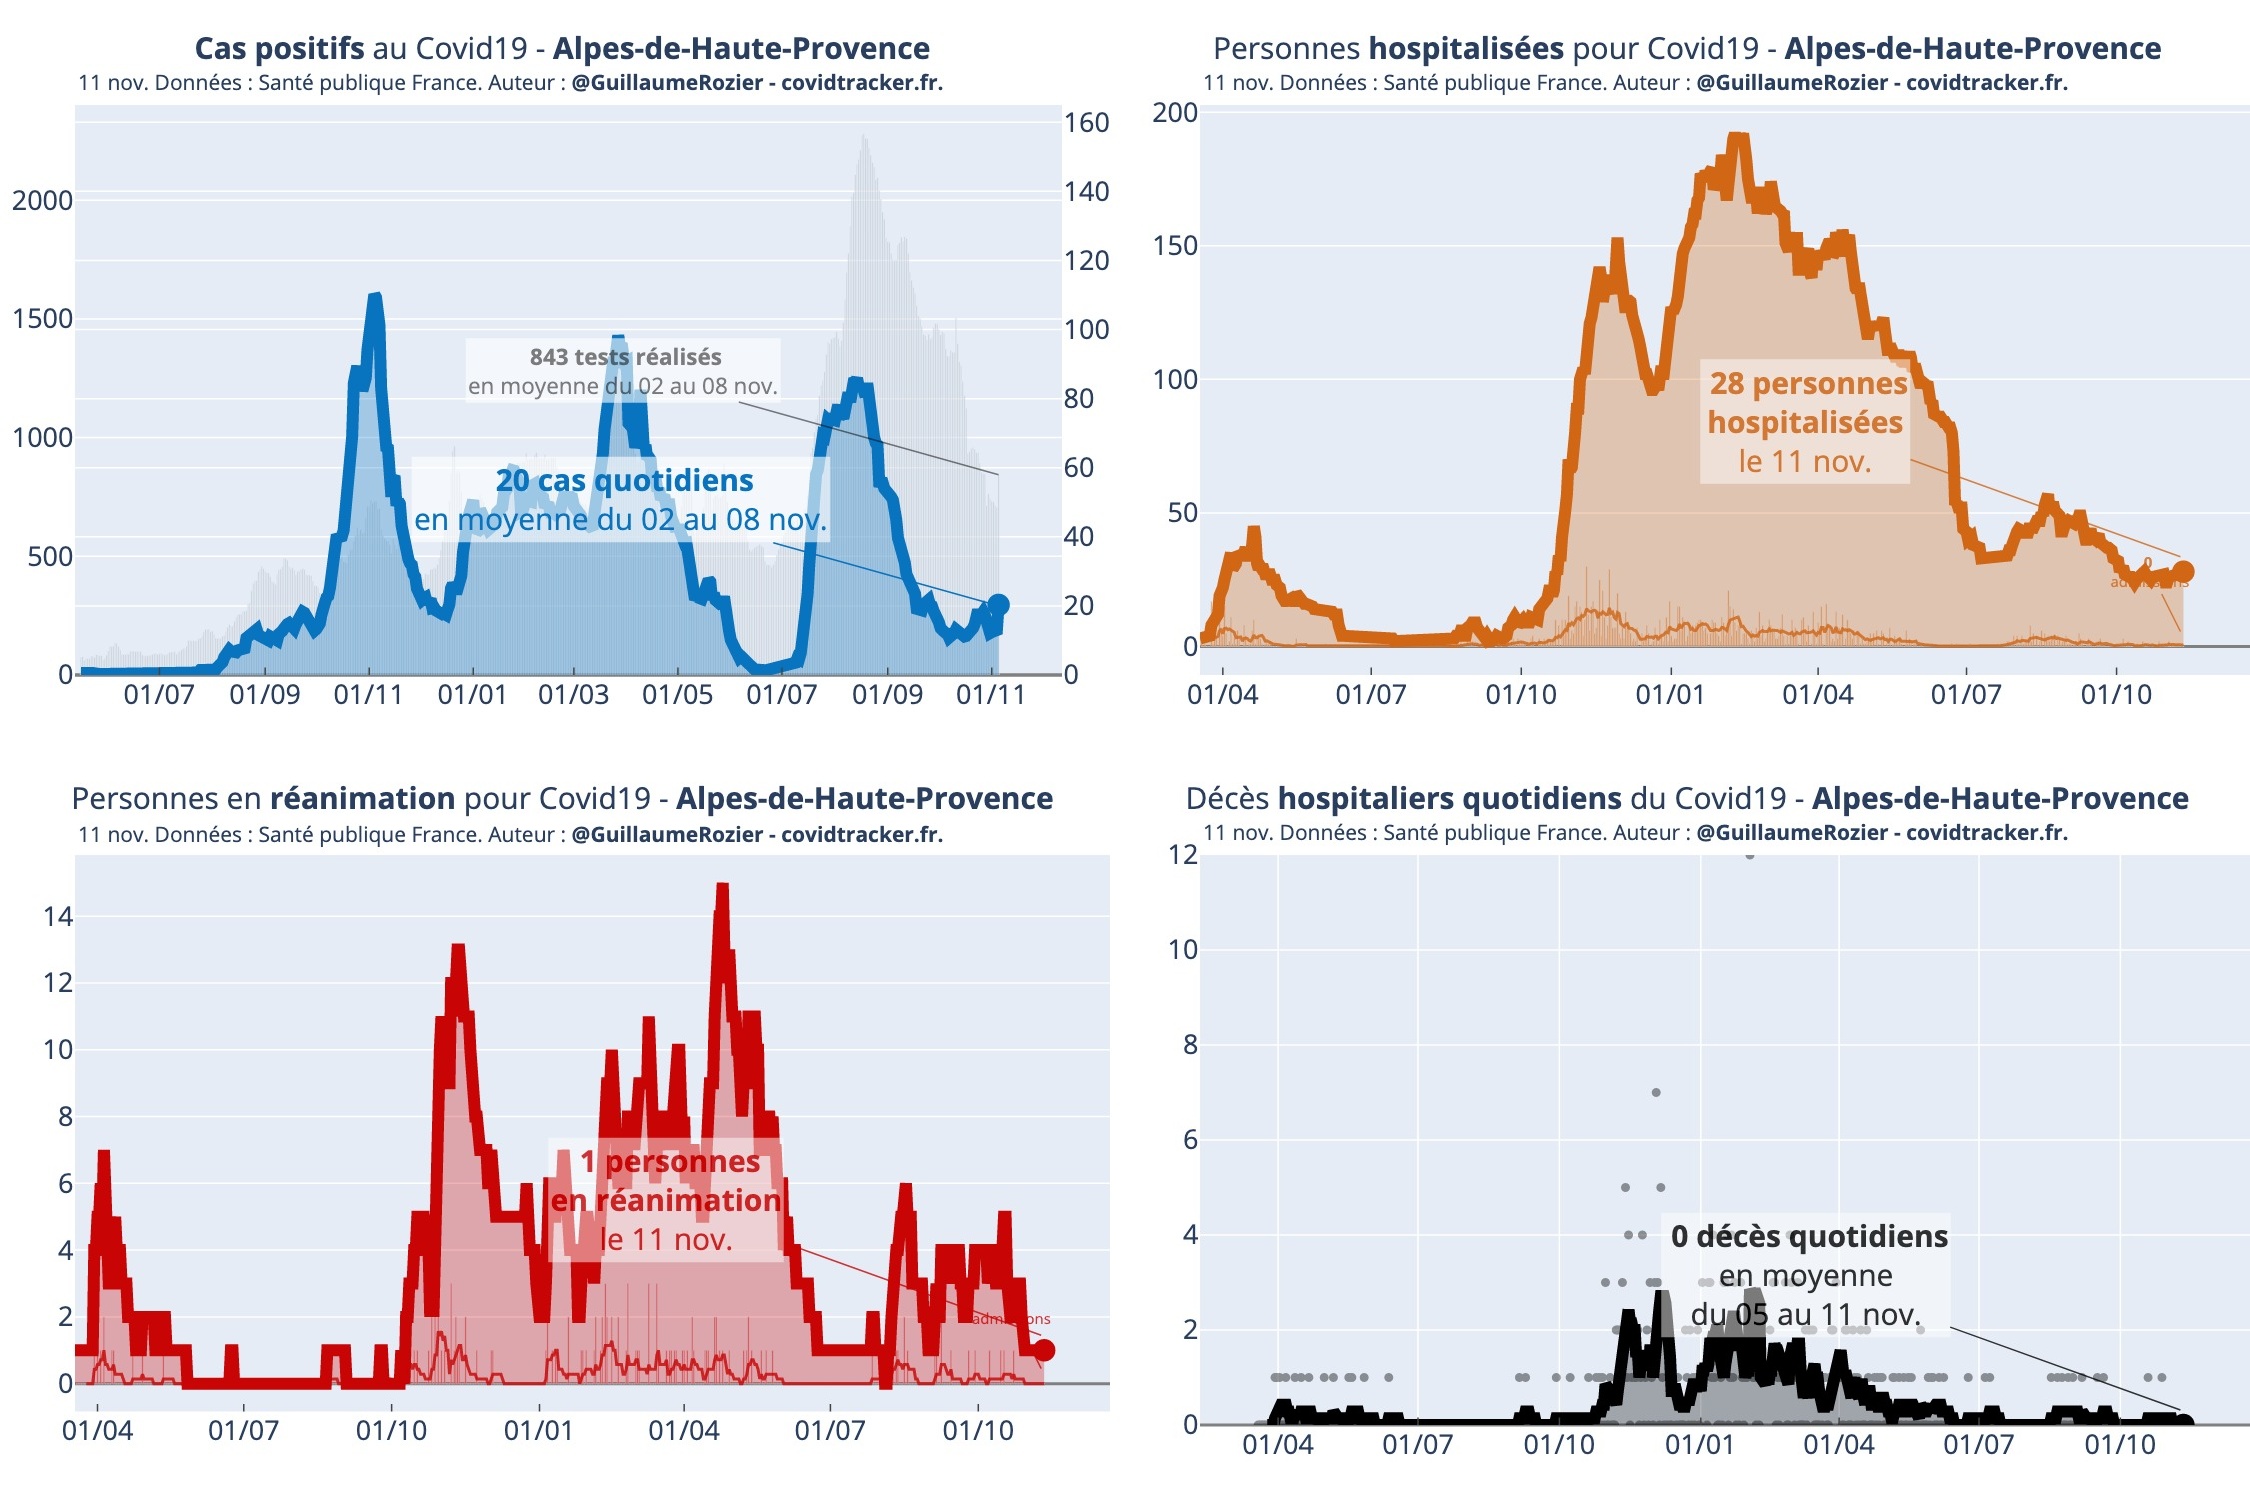 Cas positifs au Covid19 - Alpes-de-Haute-Provence
11 nov. Données : Santé publique France. Auteur : @GuillaumeRozier - covidtracker.fr.
2000
1500
1000
500
0
160
140
120
100
80
60
40
20
0
843 tests réalisés
en moyenne du 02 au 08 nov.
20 cas quotidiens
en moyenne du 02 au 08 nov.
01/07 01/09 01/11 01/01 01/03 01/05 01/07 01/09 01/11
Personnes hospitalisées pour Covid19 - Alpes-de-Haute-Provence
11 nov. Données : Santé publique France. Auteur : @GuillaumeRozier - covidtracker.fr.
200
150
100
50
0
28 personnes
hospitalisées
le 11 nov.
0
admissions
01/04 01/07 01/10 01/01 01/04 01/07 01/10
Personnes en réanimation pour Covid19 - Alpes-de-Haute-Provence
11 nov. Données : Santé publique France. Auteur : @GuillaumeRozier - covidtracker.fr.
14
12
10
8
6
4
2
0
1 personnes
en réanimation
le 11 nov.
admissions
01/04 01/07 01/10 01/01 01/04 01/07 01/10
Décès hospitaliers quotidiens du Covid19 - Alpes-de-Haute-Provence
11 nov. Données : Santé publique France. Auteur : @GuillaumeRozier - covidtracker.fr.
12
10
8
6
4
2
0
0 décès quotidiens
en moyenne
du 05 au 11 nov.
01/04 01/07 01/10 01/01 01/04 01/07 01/10